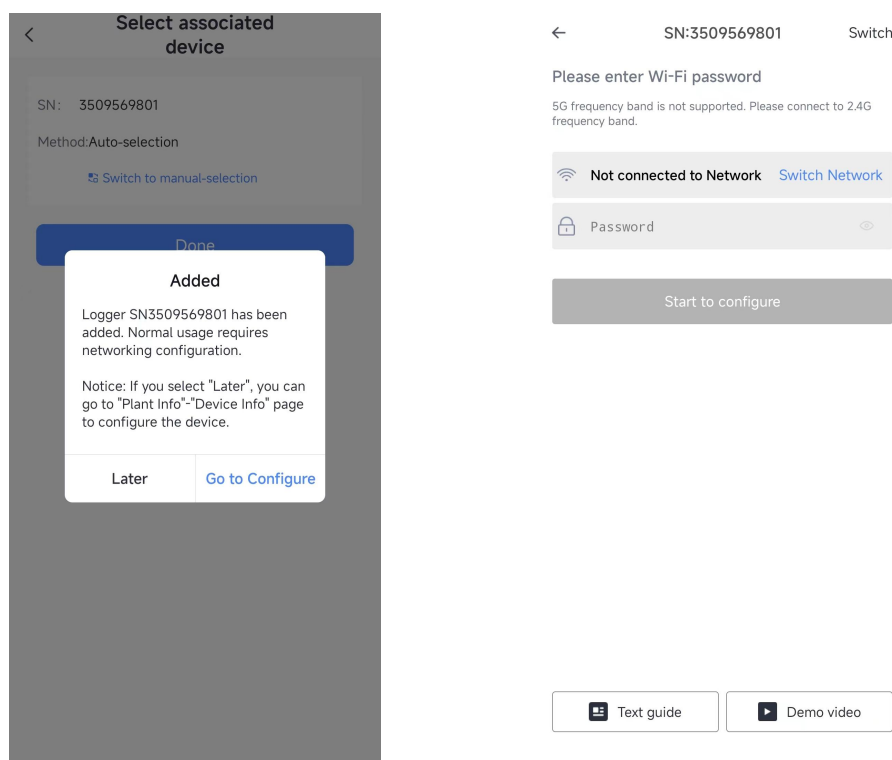 Select associated
device
SN: 3509569801
Method:Auto-selection
Switch to manual-selection
Done
Added
Logger SN3509569801 has been
added. Normal usage requires
networking configuration.
Notice: If you select "Later", you can
go to "Plant Info"-"Device Info" page
to configure the device.
Later
Go to Configure
SN:3509569801
Switch
Please enter Wi-Fi password
5G frequency band is not supported. Please connect to 2.4G
frequency band.
Not connected to Network
Switch Network
Password
Start to configure
Text guide
Demo video